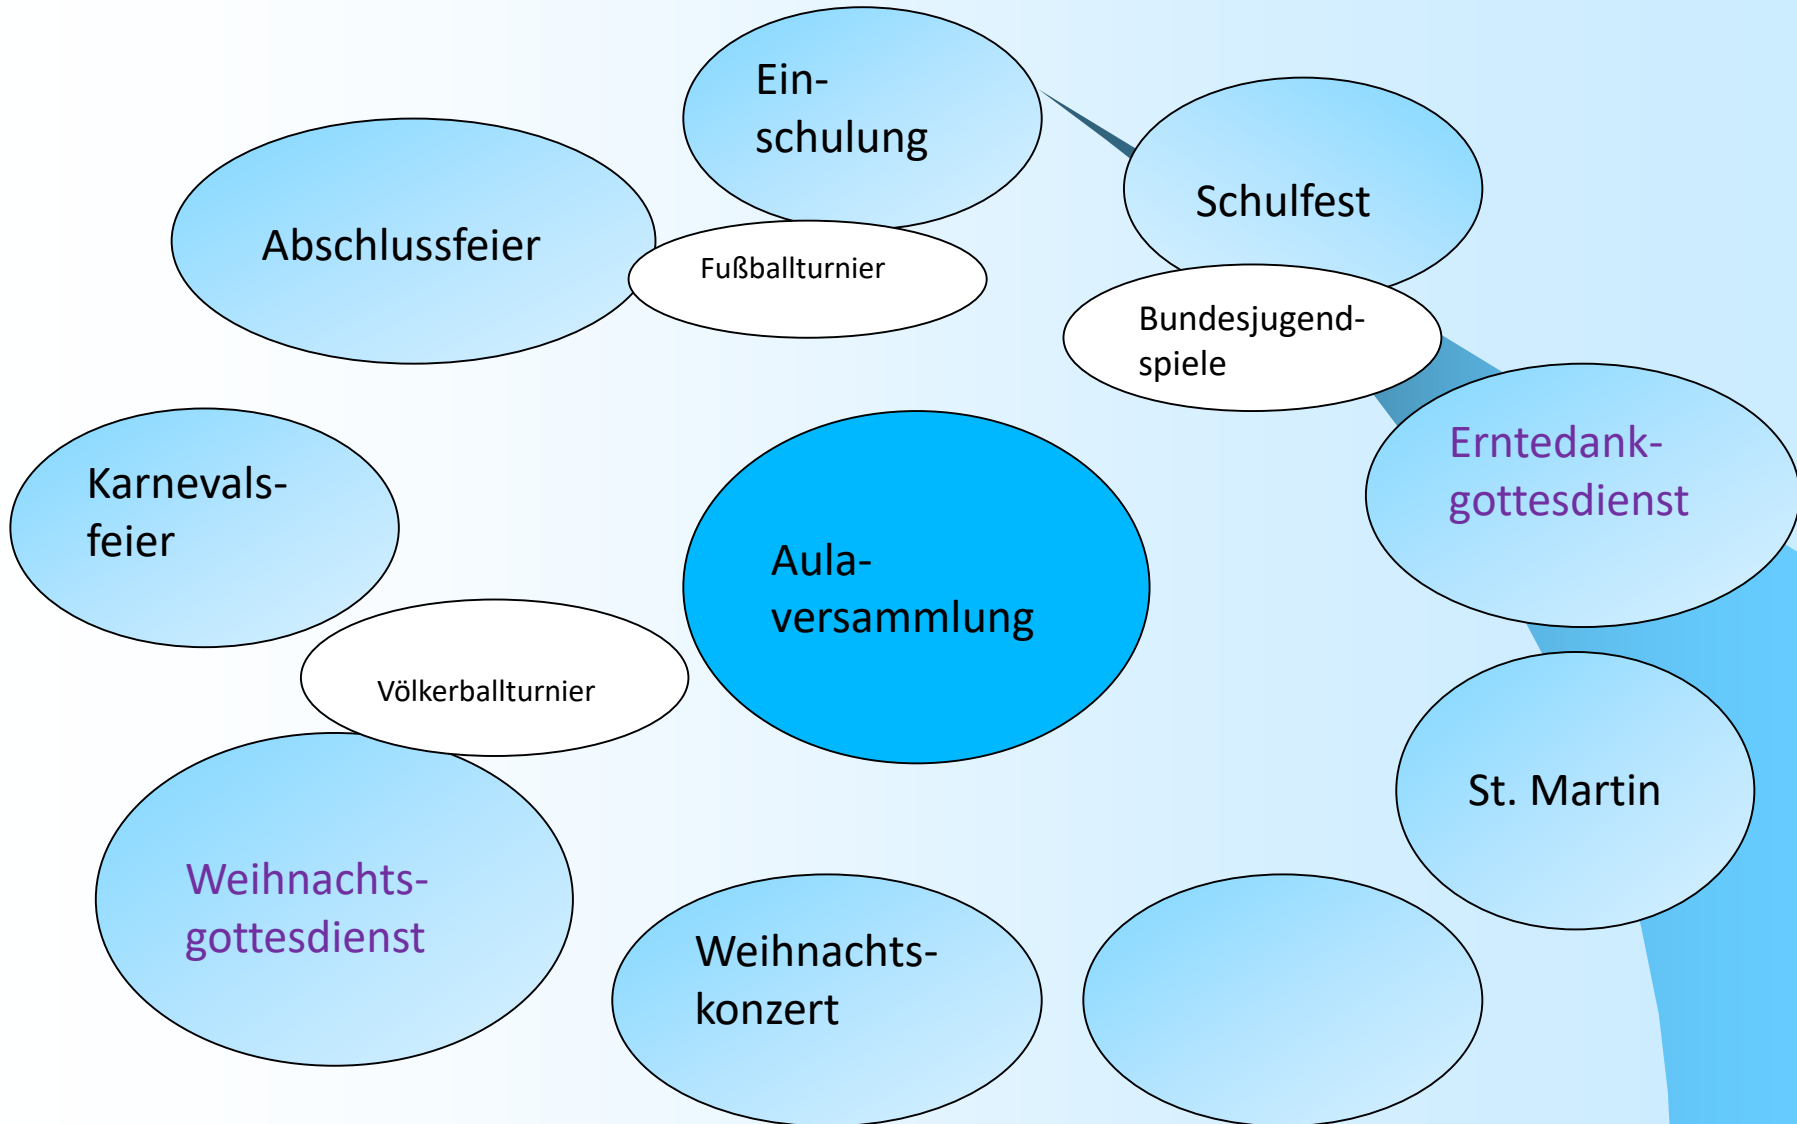 Ein-
schulung
Schulfest
Abschlussfeier
Fußballturnier
Bundesjugend-
spiele
Erntedank-
gottesdienst
Karnevals-
feier
Aula-
versammlung
Völkerballturnier
St. Martin
Weihnachts-
gottesdienst
Weihnachts-
konzert